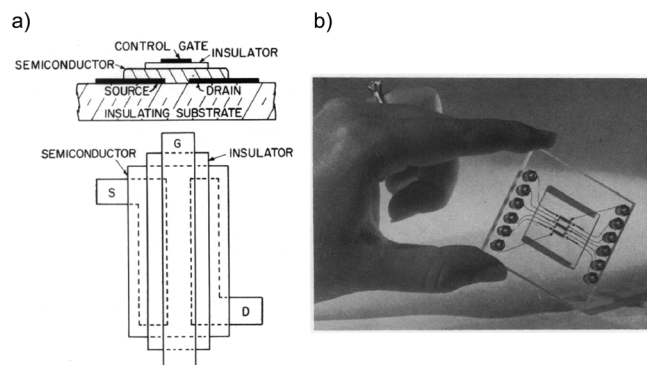 a)
CONTROL GATE
INSULATOR
SEMICONDUCTOR
SOURCE
DRAIN
INSULATING SUBSTRATE
SEMICONDUCTOR
G
INSULATOR
S
D
b)